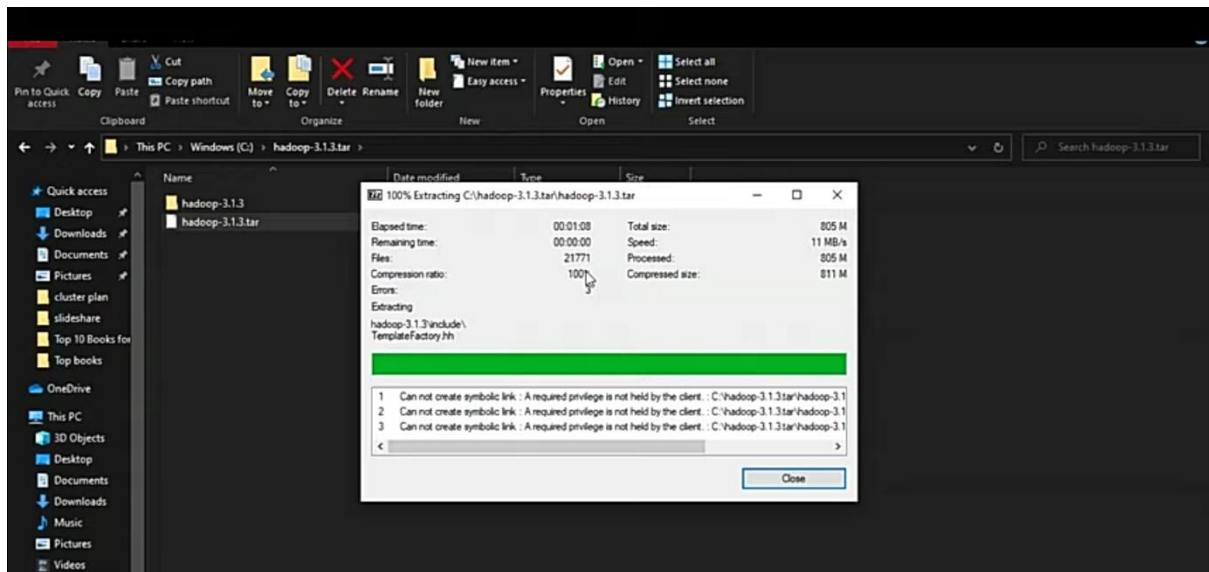 Cut
Copy path
Paste shortcut
Pin to Quick access
Copy
Paste
Clipboard
Move to
Copy to
Delete
Rename
Organize
New folder
New item
Easy access
New
Properties
Open
Edit
History
Open
Select all
Select none
Invert selection
Select
This PC > Windows (C:) > hadoop-3.1.3.tar >
Search hadoop-3.1.3.tar
Quick access
Desktop
Downloads
Documents
Pictures
cluster plan
slideshare
Top 10 Books for
Top books
OneDrive
This PC
3D Objects
Desktop
Documents
Downloads
Music
Pictures
Videos
Name Date modified Type Size
hadoop-3.1.3
hadoop-3.1.3.tar
100% Extracting C:\hadoop-3.1.3.tar\hadoop-3.1.3.tar
Elapsed time: 00:01:08 Total size: 805 M
Remaining time: 00:00:00 Speed: 11 MB/s
Files: 21771 Processed: 805 M
Compression ratio: Compressed size: 811 M
Errors: 3
Extracting
hadoop-3.1.3\include\
TemplateFactory.hh
1 Can not create symbolic link : A required privilege is not held by the client. : C:\hadoop-3.1.3.tar\hadoop-3.1
2 Can not create symbolic link : A required privilege is not held by the client. : C:\hadoop-3.1.3.tar\hadoop-3.1
3 Can not create symbolic link : A required privilege is not held by the client. : C:\hadoop-3.1.3.tar\hadoop-3.1
Close